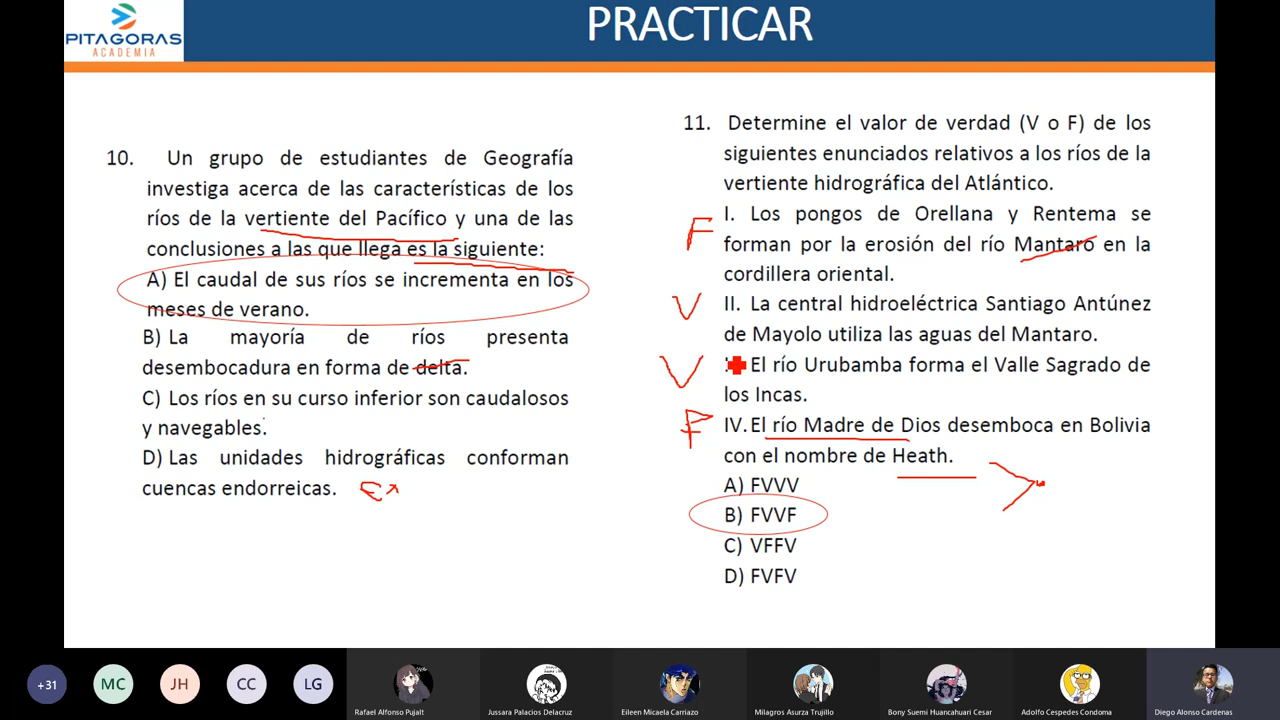 PITAGORAS
ACADEMIA
PRACTICAR
10. Un grupo de estudiantes de Geografía
investiga acerca de las características de los
ríos de la vertiente del Pacífico y una de las
conclusiones a las que llega es la siguiente:
A) El caudal de sus ríos se incrementa en los
meses de verano.
B) La mayoría de ríos presenta
desembocadura en forma de delta.
C) Los ríos en su curso inferior son caudalosos
y navegables.
D) Las unidades hidrográficas conforman
cuencas endorreicas. Ex
11. Determine el valor de verdad (V o F) de los
siguientes enunciados relativos a los ríos de la
vertiente hidrográfica del Atlántico.
F I. Los pongos de Orellana y Rentema se
forman por la erosión del río Mantaro en la
cordillera oriental.
V II. La central hidroeléctrica Santiago Antúnez
de Mayolo utiliza las aguas del Mantaro.
V El río Urubamba forma el Valle Sagrado de
los Incas.
F IV. El río Madre de Dios desemboca en Bolivia
con el nombre de Heath.
A) FVVV
B) FVVF
C) VFFV
D) FVFV
+31 MC JH CC LG
Rafael Alfonso Pujalt Jussara Palacios Delacruz Eileen Micaela Carriazo Milagros Asurza Trujillo Bony Suemi Huancahuari Cesar Adolfo Cespedes Condoma Diego Alonso Cardenas